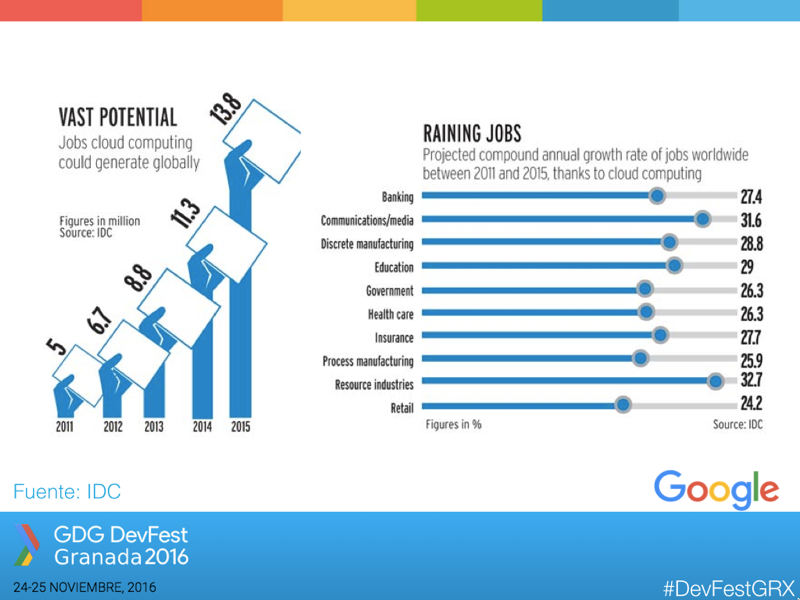 VAST POTENTIAL
Jobs cloud computing
could generate globally
Figures in million
Source: IDC
5
6.7
8.8
11.3
13.8
2011 2012 2013 2014 2015
RAINING JOBS
Projected compound annual growth rate of jobs worldwide
between 2011 and 2015, thanks to cloud computing
Banking 27.4
Communications/media 31.6
Discrete manufacturing 28.8
Education 29
Government 26.3
Health care 26.3
Insurance 27.7
Process manufacturing 25.9
Resource industries 32.7
Retail 24.2
Figures in % Source: IDC
Fuente: IDC
Google
GDG DevFest
Granada 2016
24-25 NOVIEMBRE, 2016
#DevFestGRX